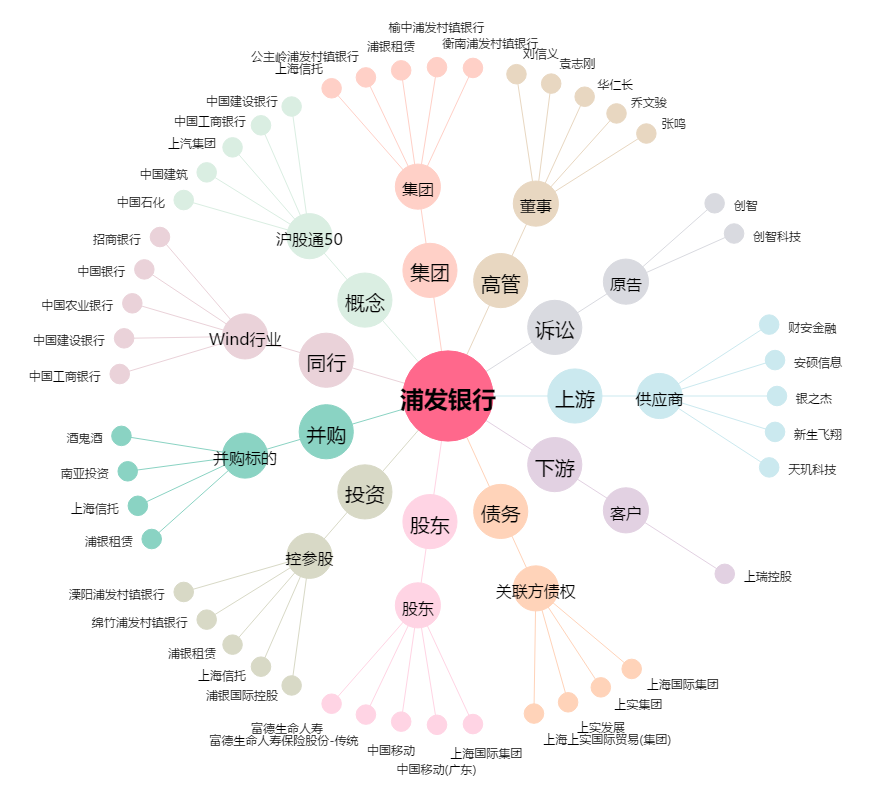 榆中浦发村镇银行
浦银租赁
衡南浦发村镇银行
公主岭浦发村镇银行
上海信托
刘信义
袁志刚
华仁长
乔文骏
张鸣
集团
董事
集团
高管
中国建设银行
中国工商银行
上汽集团
中国建筑
中国石化
沪股通50
概念
创智
创智科技
原告
诉讼
招商银行
中国银行
中国农业银行
中国建设银行
中国工商银行
Wind行业
同行
浦发银行
上游
供应商
财安金融
安硕信息
银之杰
新生飞翔
天玑科技
酒鬼酒
南亚投资
上海信托
浦银租赁
并购标的
并购
下游
客户
上瑞控股
投资
控参股
溧阳浦发村镇银行
绵竹浦发村镇银行
浦银租赁
上海信托
浦银国际控股
股东
股东
富德生命人寿
富德生命人寿保险股份-传统
中国移动
中国移动(广东)
上海国际集团
债务
关联方债权
上海国际集团
上实集团
上实发展
上海上实国际贸易(集团)